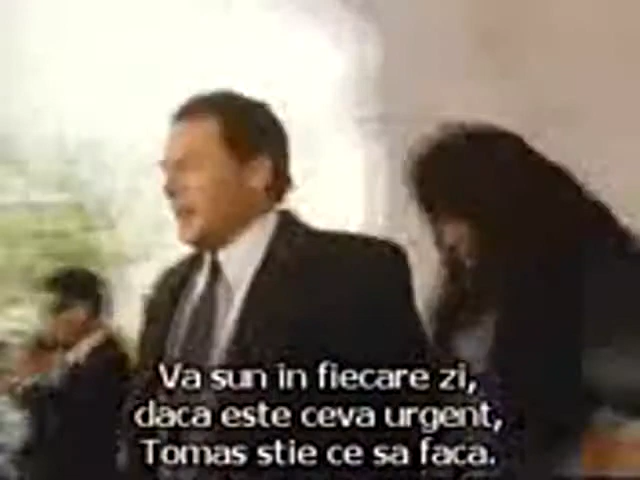 Va sun in fiecare zi,
daca este ceva urgent,
Tomas stie ce sa faca.